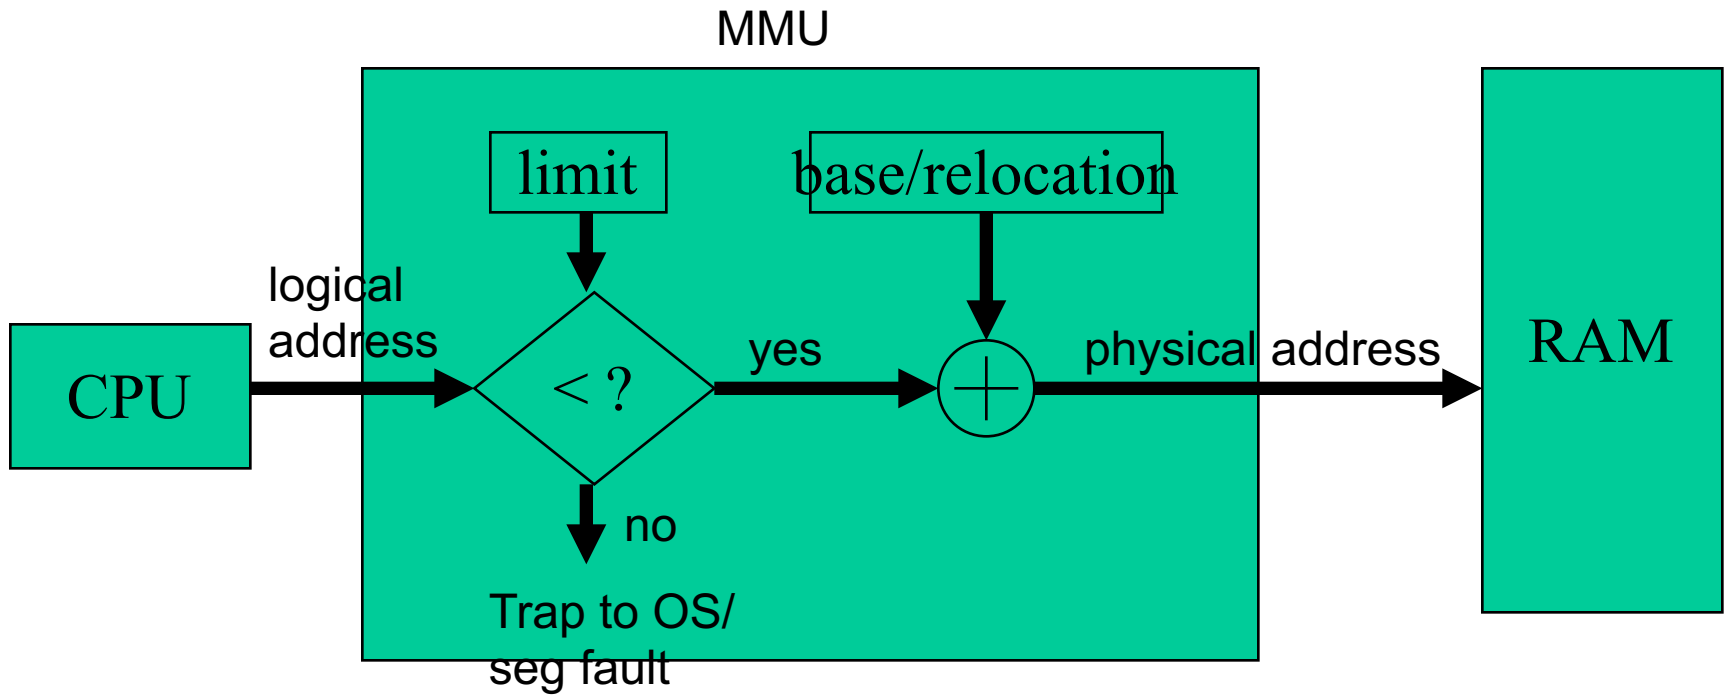 MMU
limit
base/relocation
logical
address
CPU
< ?
yes
physical address
RAM
no
Trap to OS/
seg fault